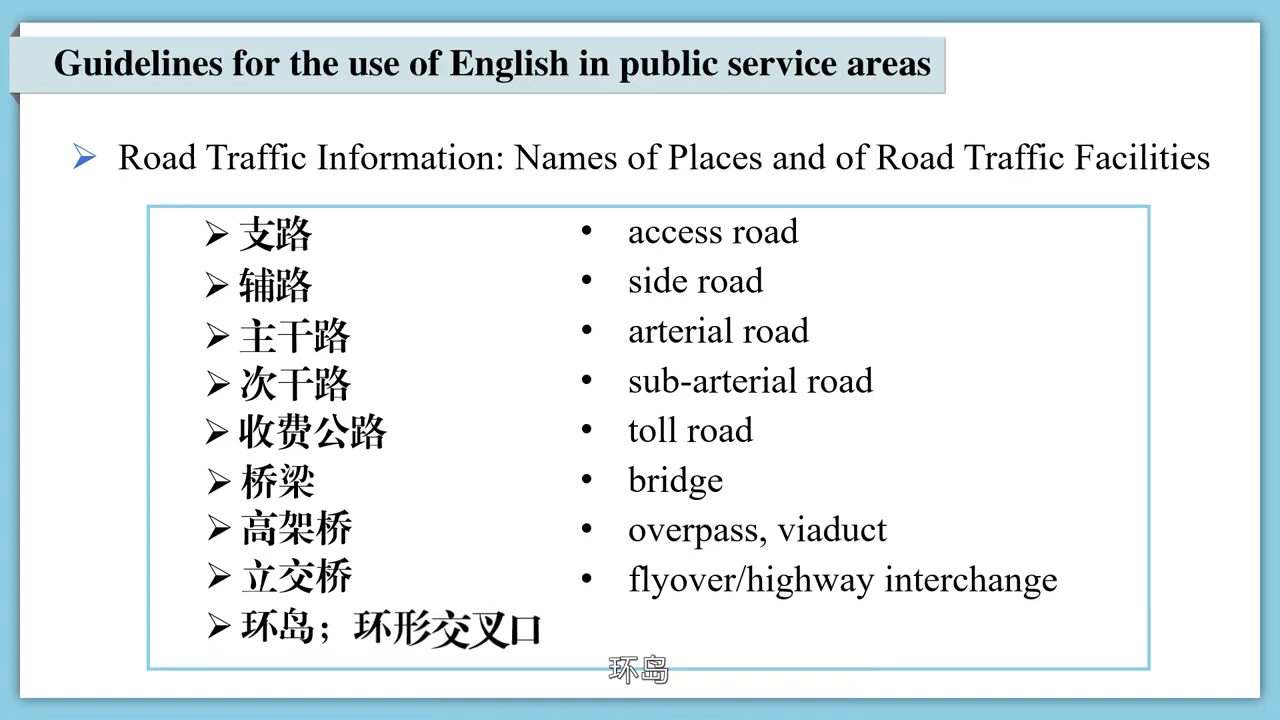 Guidelines for the use of English in public service areas
Road Traffic Information: Names of Places and of Road Traffic Facilities
支路 • access road
辅路 • side road
主干路 • arterial road
次干路 • sub-arterial road
收费公路 • toll road
桥梁 • bridge
高架桥 • overpass, viaduct
立交桥 • flyover/highway interchange
环岛；环形交叉口
环岛